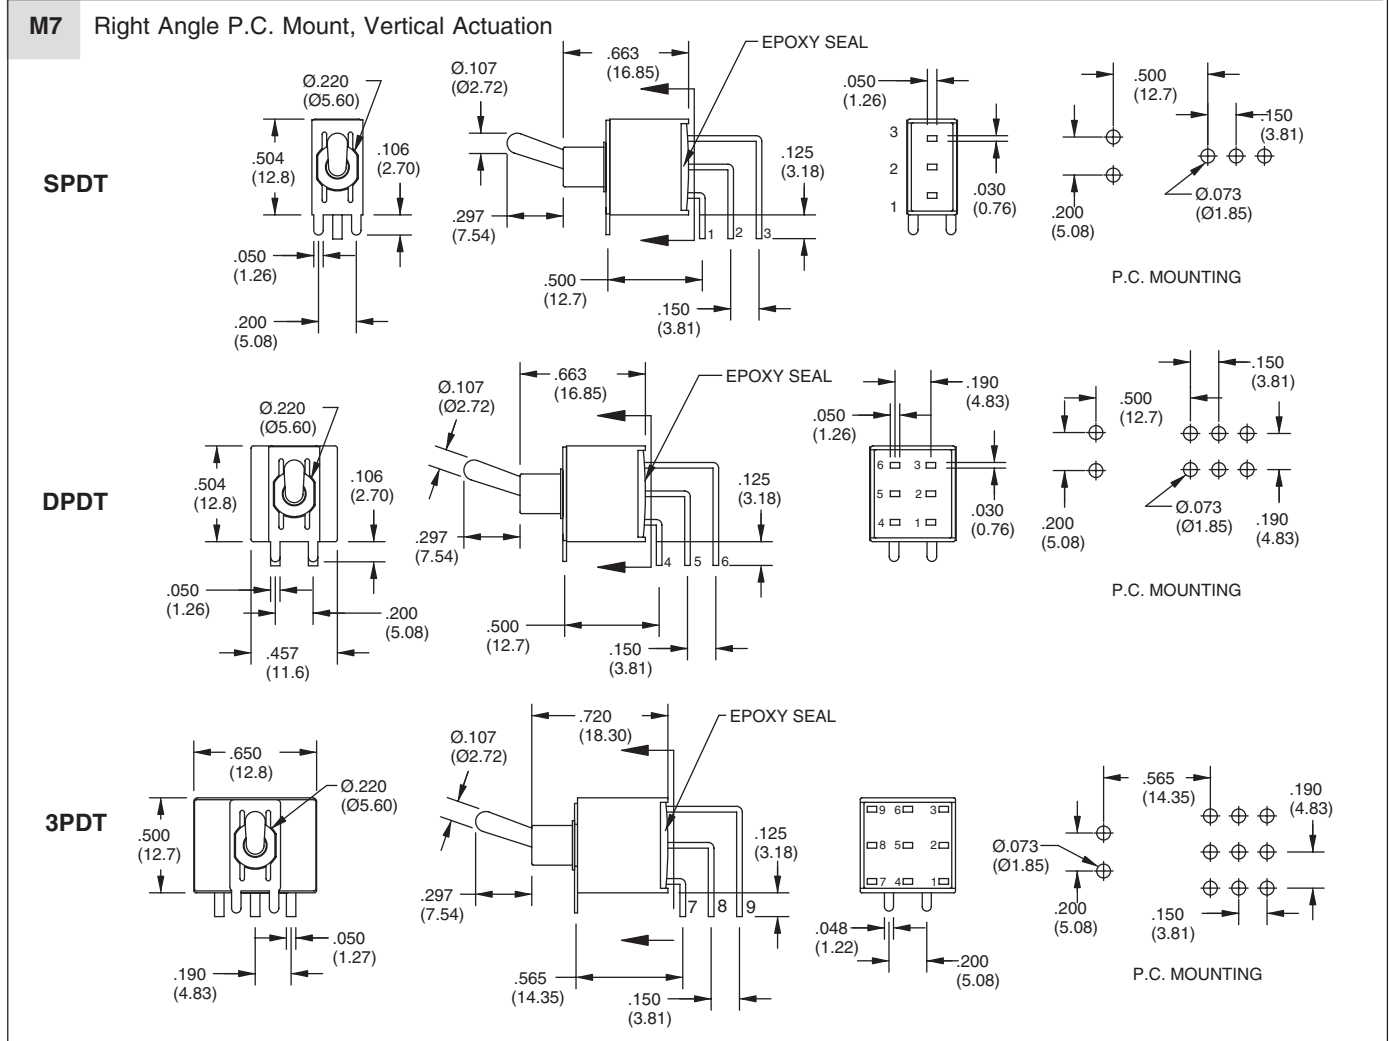 M7 Right Angle P.C. Mount, Vertical Actuation
SPDT
Ø.220
(Ø5.60)
.504
(12.8)
.106
(2.70)
.050
(1.26)
.200
(5.08)
Ø.107
(Ø2.72)
.663
(16.85)
EPOXY SEAL
.297
(7.54)
.125
(3.18)
1 2 3
.500
(12.7)
.150
(3.81)
.050
(1.26)
3
2
1
.030
(0.76)
.500
(12.7)
.150
(3.81)
.200
(5.08)
Ø.073
(Ø1.85)
P.C. MOUNTING
DPDT
Ø.220
(Ø5.60)
.504
(12.8)
.106
(2.70)
.050
(1.26)
.200
(5.08)
.457
(11.6)
Ø.107
(Ø2.72)
.663
(16.85)
EPOXY SEAL
.297
(7.54)
.125
(3.18)
4 5 6
.500
(12.7)
.150
(3.81)
.190
(4.83)
.050
(1.26)
6 3
5 2
4 1
.030
(0.76)
.150
(3.81)
.500
(12.7)
.200
(5.08)
Ø.073
(Ø1.85)
.190
(4.83)
P.C. MOUNTING
3PDT
.650
(12.8)
Ø.220
(Ø5.60)
.500
(12.7)
.050
(1.27)
.190
(4.83)
Ø.107
(Ø2.72)
.720
(18.30)
EPOXY SEAL
.297
(7.54)
.125
(3.18)
7 8 9
.565
(14.35)
.150
(3.81)
9 6 3
8 5 2
7 4 1
.048
(1.22)
.200
(5.08)
.565
(14.35)
.190
(4.83)
Ø.073
(Ø1.85)
.200
(5.08)
.150
(3.81)
P.C. MOUNTING